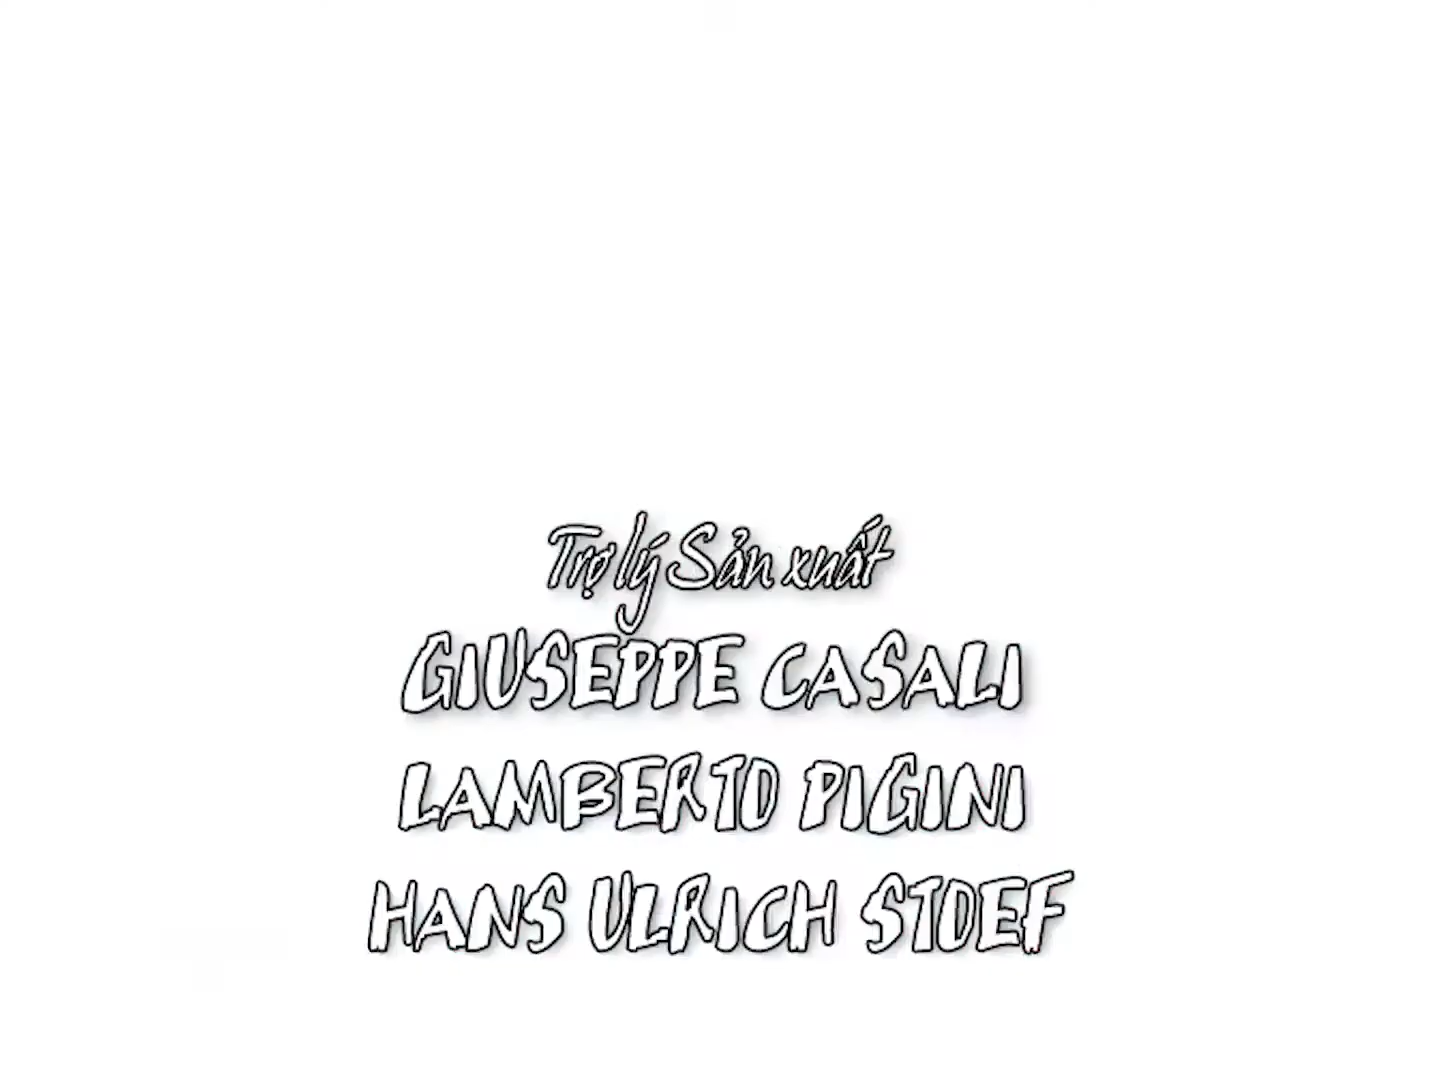 Trợ lý Sản xuất
GIUSEPPE CASALI
LAMBERTO PIGINI
HANS ULRICH STOEF